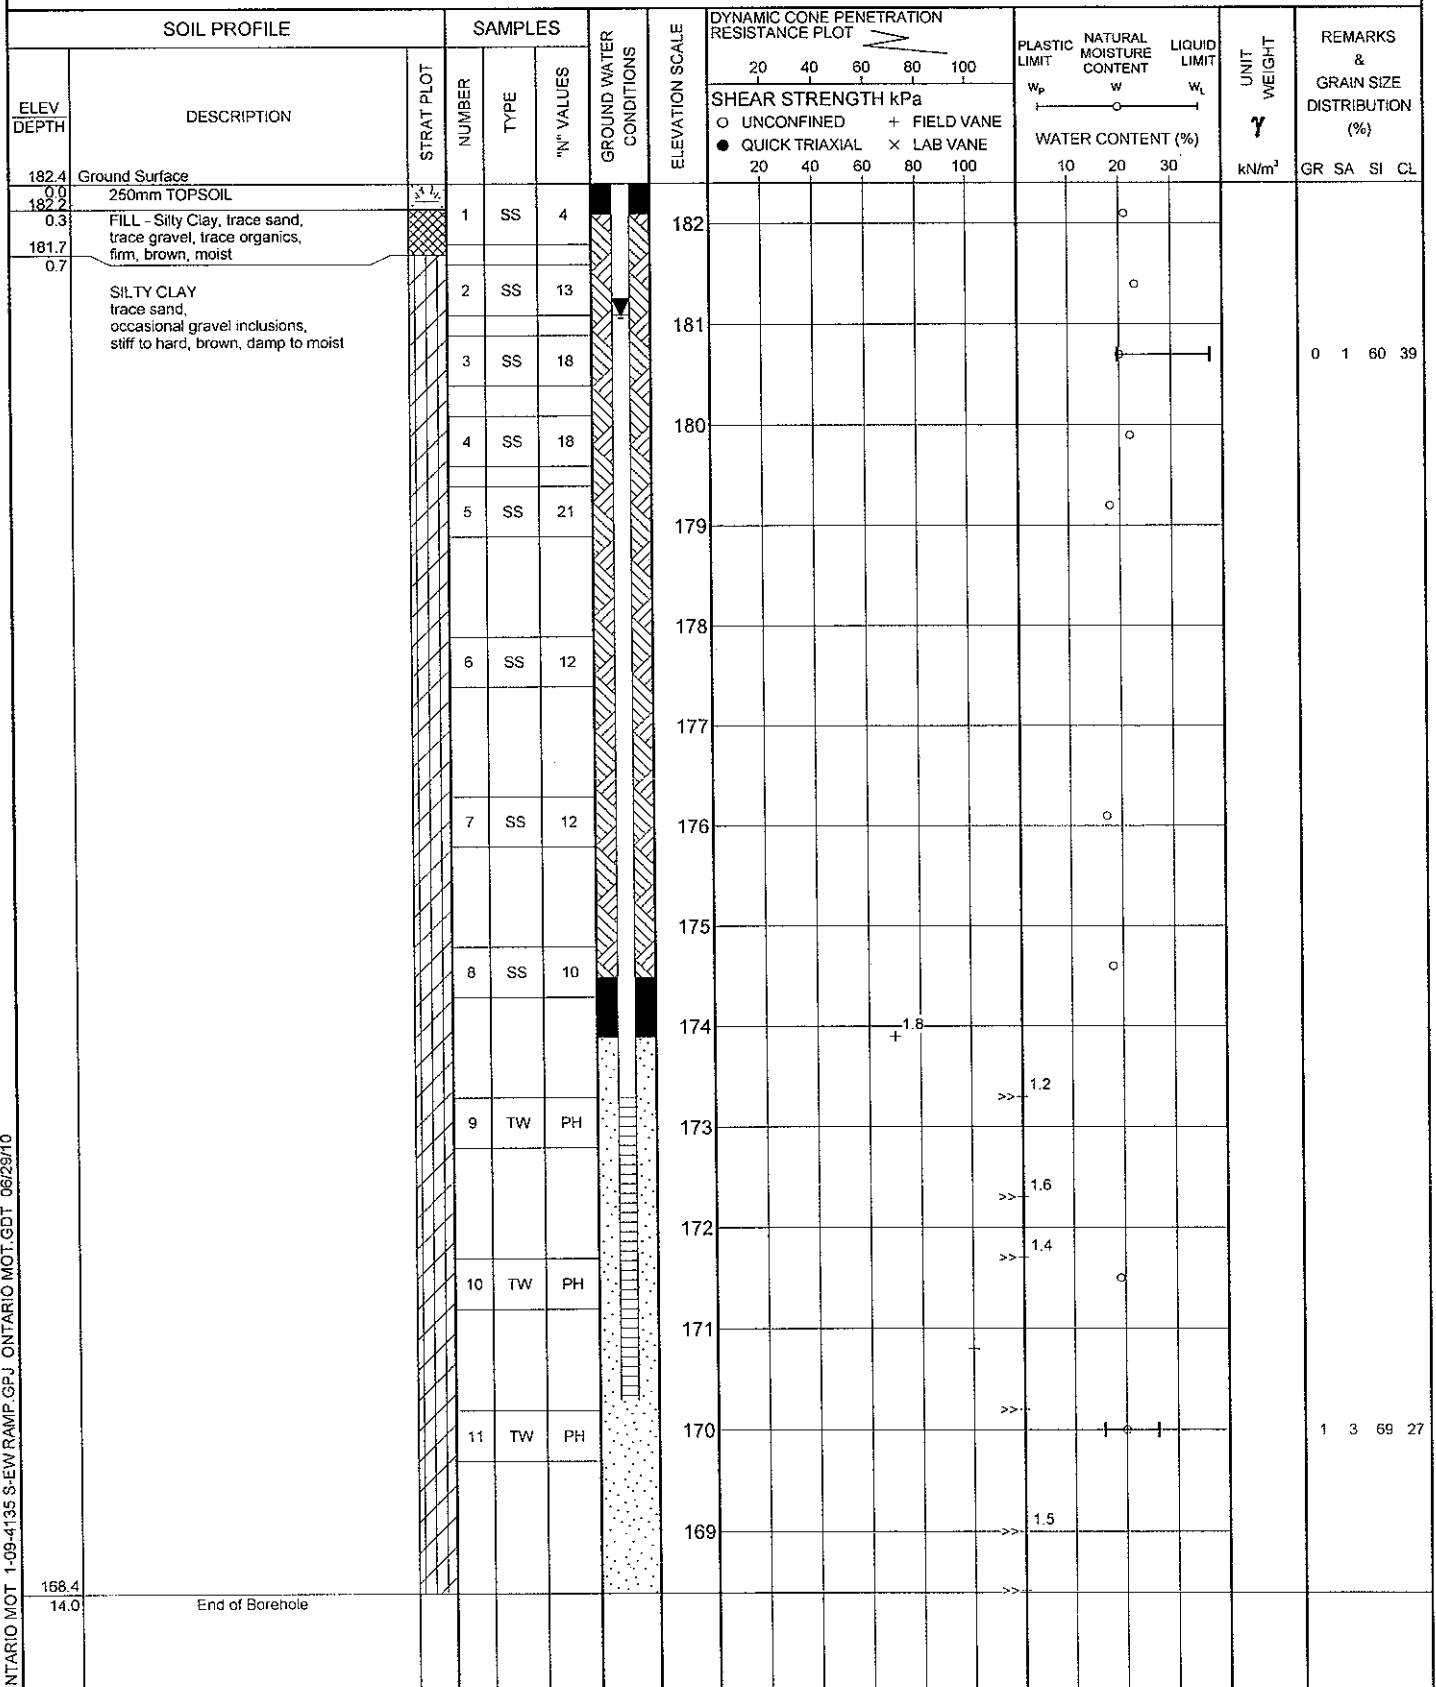 SOIL PROFILE
SAMPLES
GROUND WATER
CONDITIONS
ELEVATION SCALE
DYNAMIC CONE PENETRATION
RESISTANCE PLOT
20 40 60 80 100
SHEAR STRENGTH kPa
○ UNCONFINED + FIELD VANE
● QUICK TRIAXIAL × LAB VANE
20 40 60 80 100
PLASTIC LIMIT
NATURAL MOISTURE CONTENT
LIQUID LIMIT
WP W WL
WATER CONTENT (%)
10 20 30
UNIT WEIGHT
γ
kN/m³
REMARKS
&
GRAIN SIZE
DISTRIBUTION
(%)
GR SA SI CL
ELEV
DEPTH
DESCRIPTION
STRAT PLOT
NUMBER
TYPE
"N" VALUES
182.4 Ground Surface
0.0 250mm TOPSOIL
182.2
0.3 FILL - Silty Clay, trace sand,
trace gravel, trace organics,
181.7 firm, brown, moist
0.7
SILTY CLAY
trace sand,
occasional gravel inclusions,
stiff to hard, brown, damp to moist
1 SS 4
182
2 SS 13
181
3 SS 18
0 1 60 39
180
4 SS 18
5 SS 21
179
178
6 SS 12
177
7 SS 12
176
175
8 SS 10
174
1.8
+
>> 1.2
9 TW PH
173
>> 1.6
172
>> 1.4
10 TW PH
171
>>
11 TW PH
170
1 3 69 27
169
>> 1.5
>>
168.4
14.0 End of Borehole
NTARIO MOT 1-09-4135 S-EW RAMP.GPJ ONTARIO MOT.GDT 06/29/10